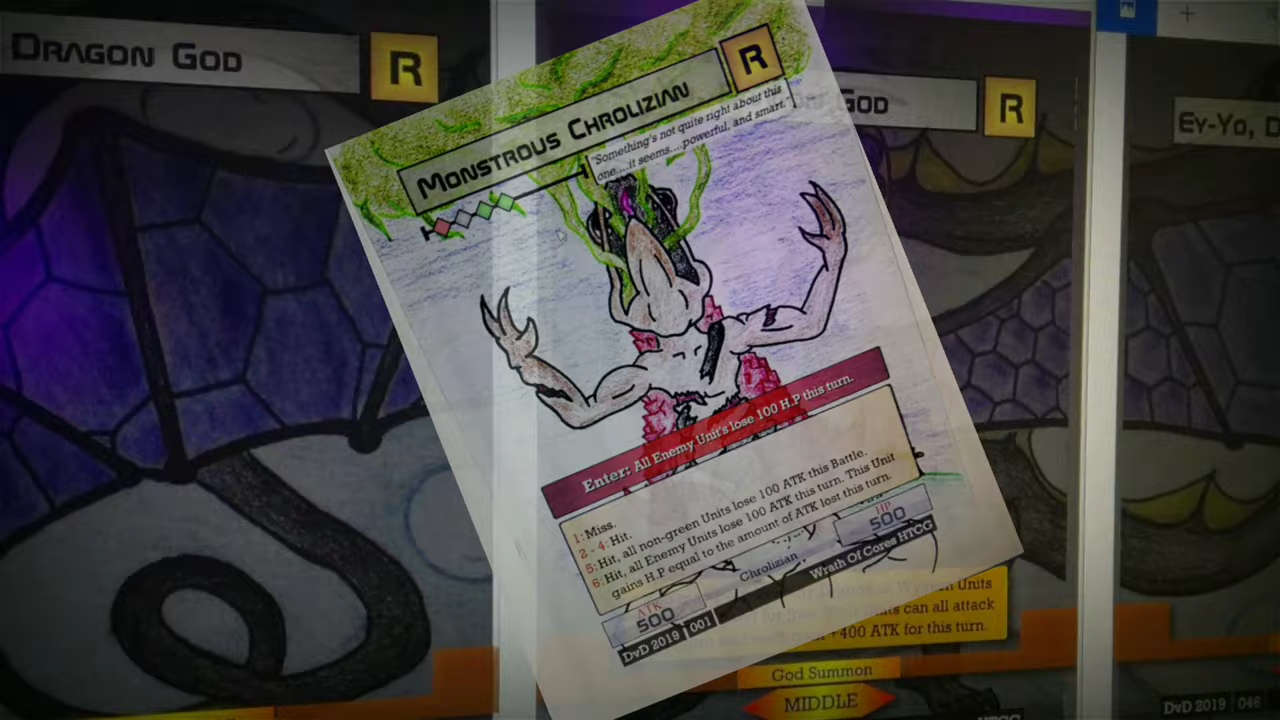 DRAGON GOD
R
MONSTROUS CHROLIZIAN
R
"Something's not quite right about this
one....it seems....powerful, and smart."
Enter: All Enemy Unit's lose 100 H.P this turn.
1: Miss.
2 - 4: Hit.
5: Hit, all non-green Units lose 100 ATK this Battle.
6: Hit, all Enemy Units lose 100 ATK this turn. This Unit
gains H.P equal to the amount of ATK lost this turn.
ATK
500
Chrolizian
HP
500
DvD 2019 | 001
Wrath Of Cores HTCG
GOD
R
Units
can all attack
+400 ATK for this turn.
God Summon
MIDDLE
HTCG
EY-YO,
DvD 2019 | 046